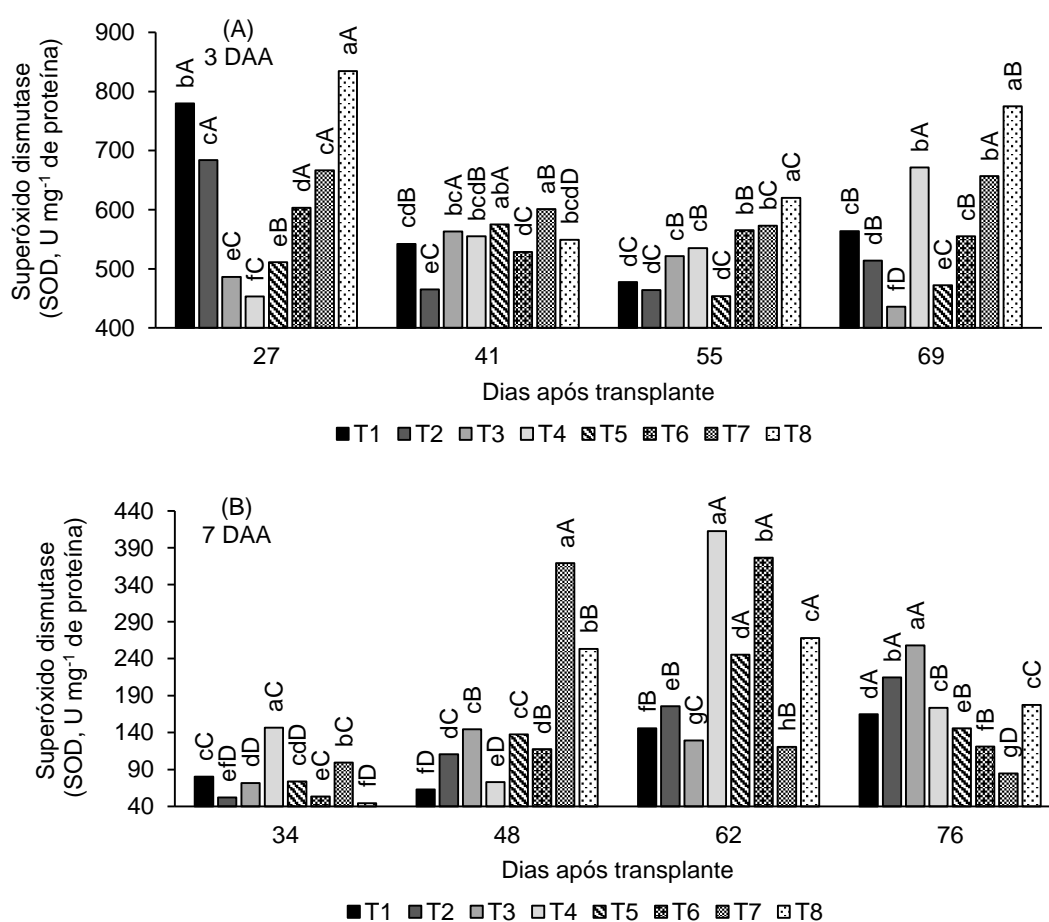 (A)
3 DAA
Superóxido dismutase
(SOD, U mg⁻¹ de proteína)
900
800
700
600
500
400
bA cA eC fC eB dA cA aA
cdB eC bcA bcdB abA dC aB bcdD
dC dC cB cB dC bB bC aC
cB dB fD bA eC cB bA aB
27 41 55 69
Dias após transplante
T1 T2 T3 T4 T5 T6 T7 T8
(B)
7 DAA
Superóxido dismutase
(SOD, U mg⁻¹ de proteína)
440
390
340
290
240
190
140
90
40
cC efD dD aC cdD eC bC fD
fD dC cB eD cC dB aA bB
fB eB gC aA dA bA hB cA
dA bA aA cB eB fB gD cC
34 48 62 76
Dias após transplante
T1 T2 T3 T4 T5 T6 T7 T8